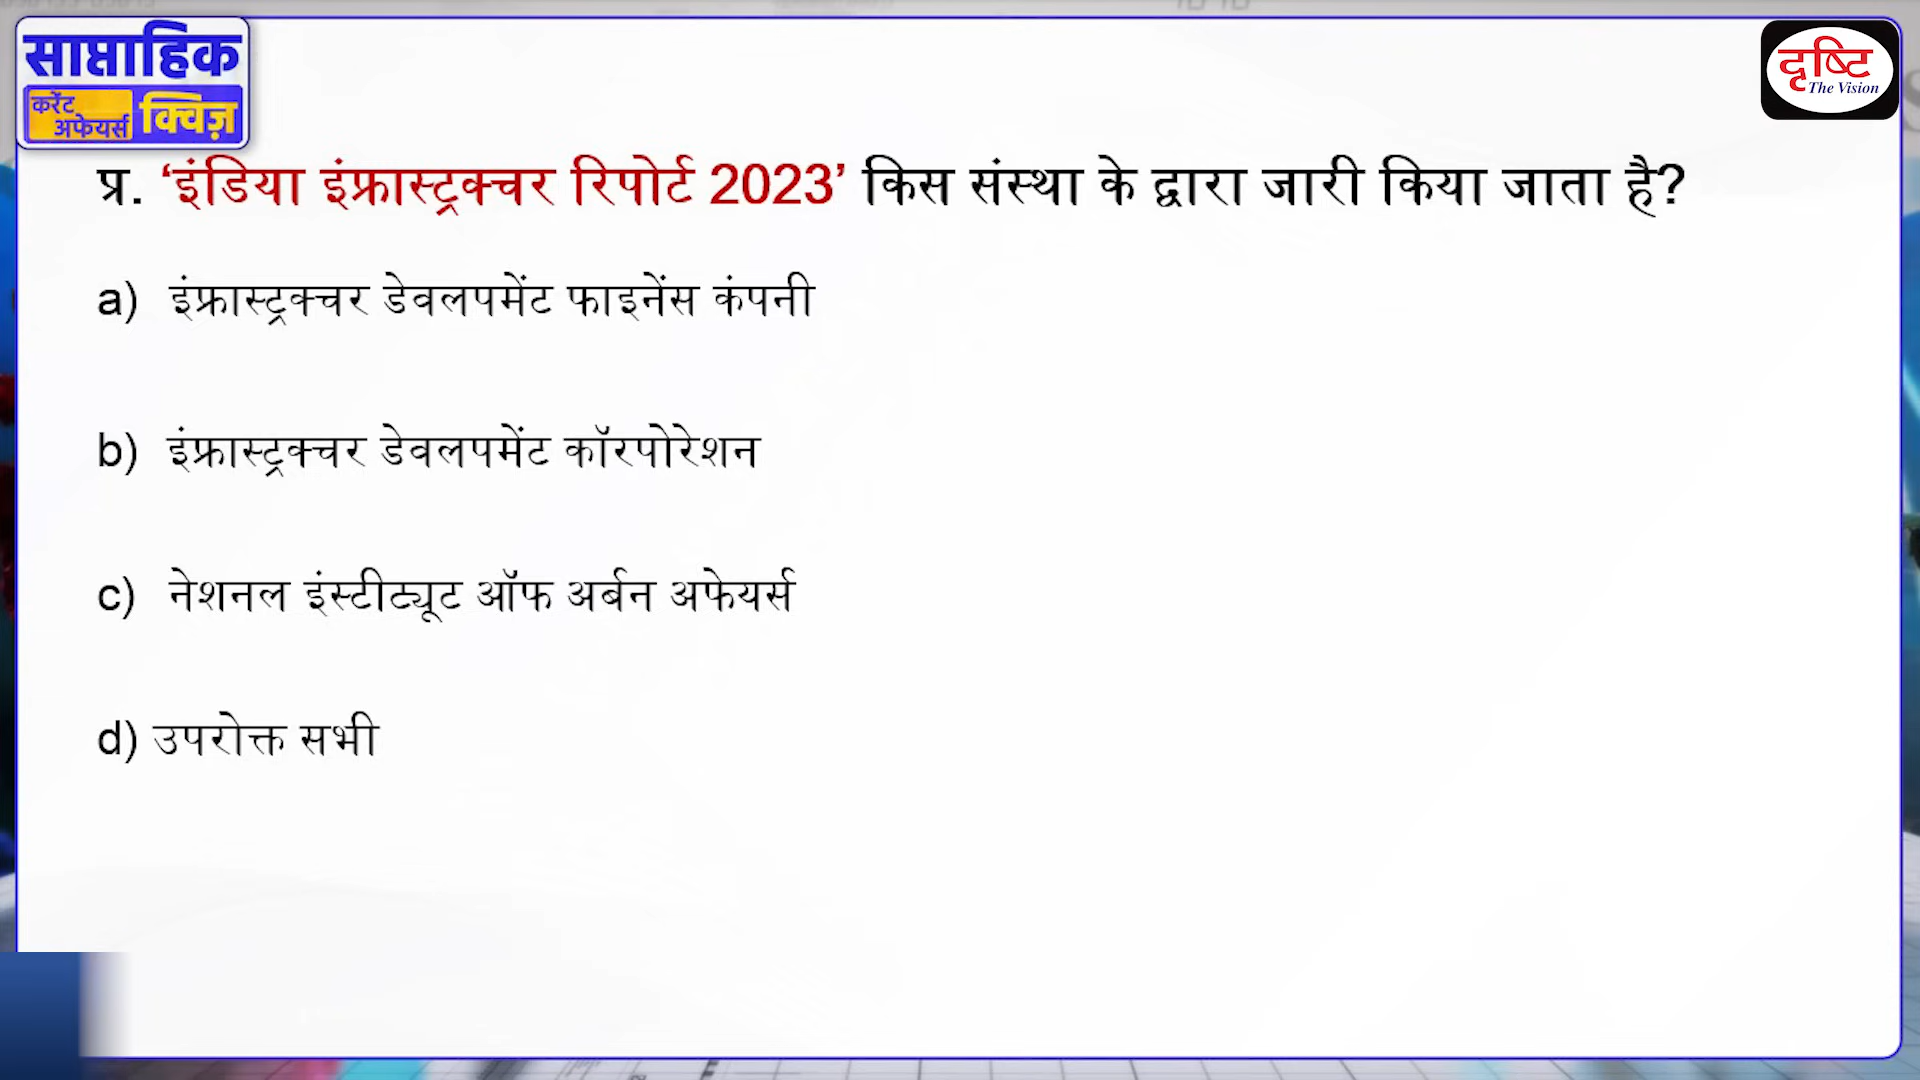 साप्ताहिक
करेंट
अफेयर्स
क्विज़
दृष्टि
The Vision
प्र. ‘इंडिया इंफ्रास्ट्रक्चर रिपोर्ट 2023’ किस संस्था के द्वारा जारी किया जाता है?
a) इंफ्रास्ट्रक्चर डेवलपमेंट फाइनेंस कंपनी
b) इंफ्रास्ट्रक्चर डेवलपमेंट कॉरपोरेशन
c) नेशनल इंस्टीट्यूट ऑफ अर्बन अफेयर्स
d) उपरोक्त सभी